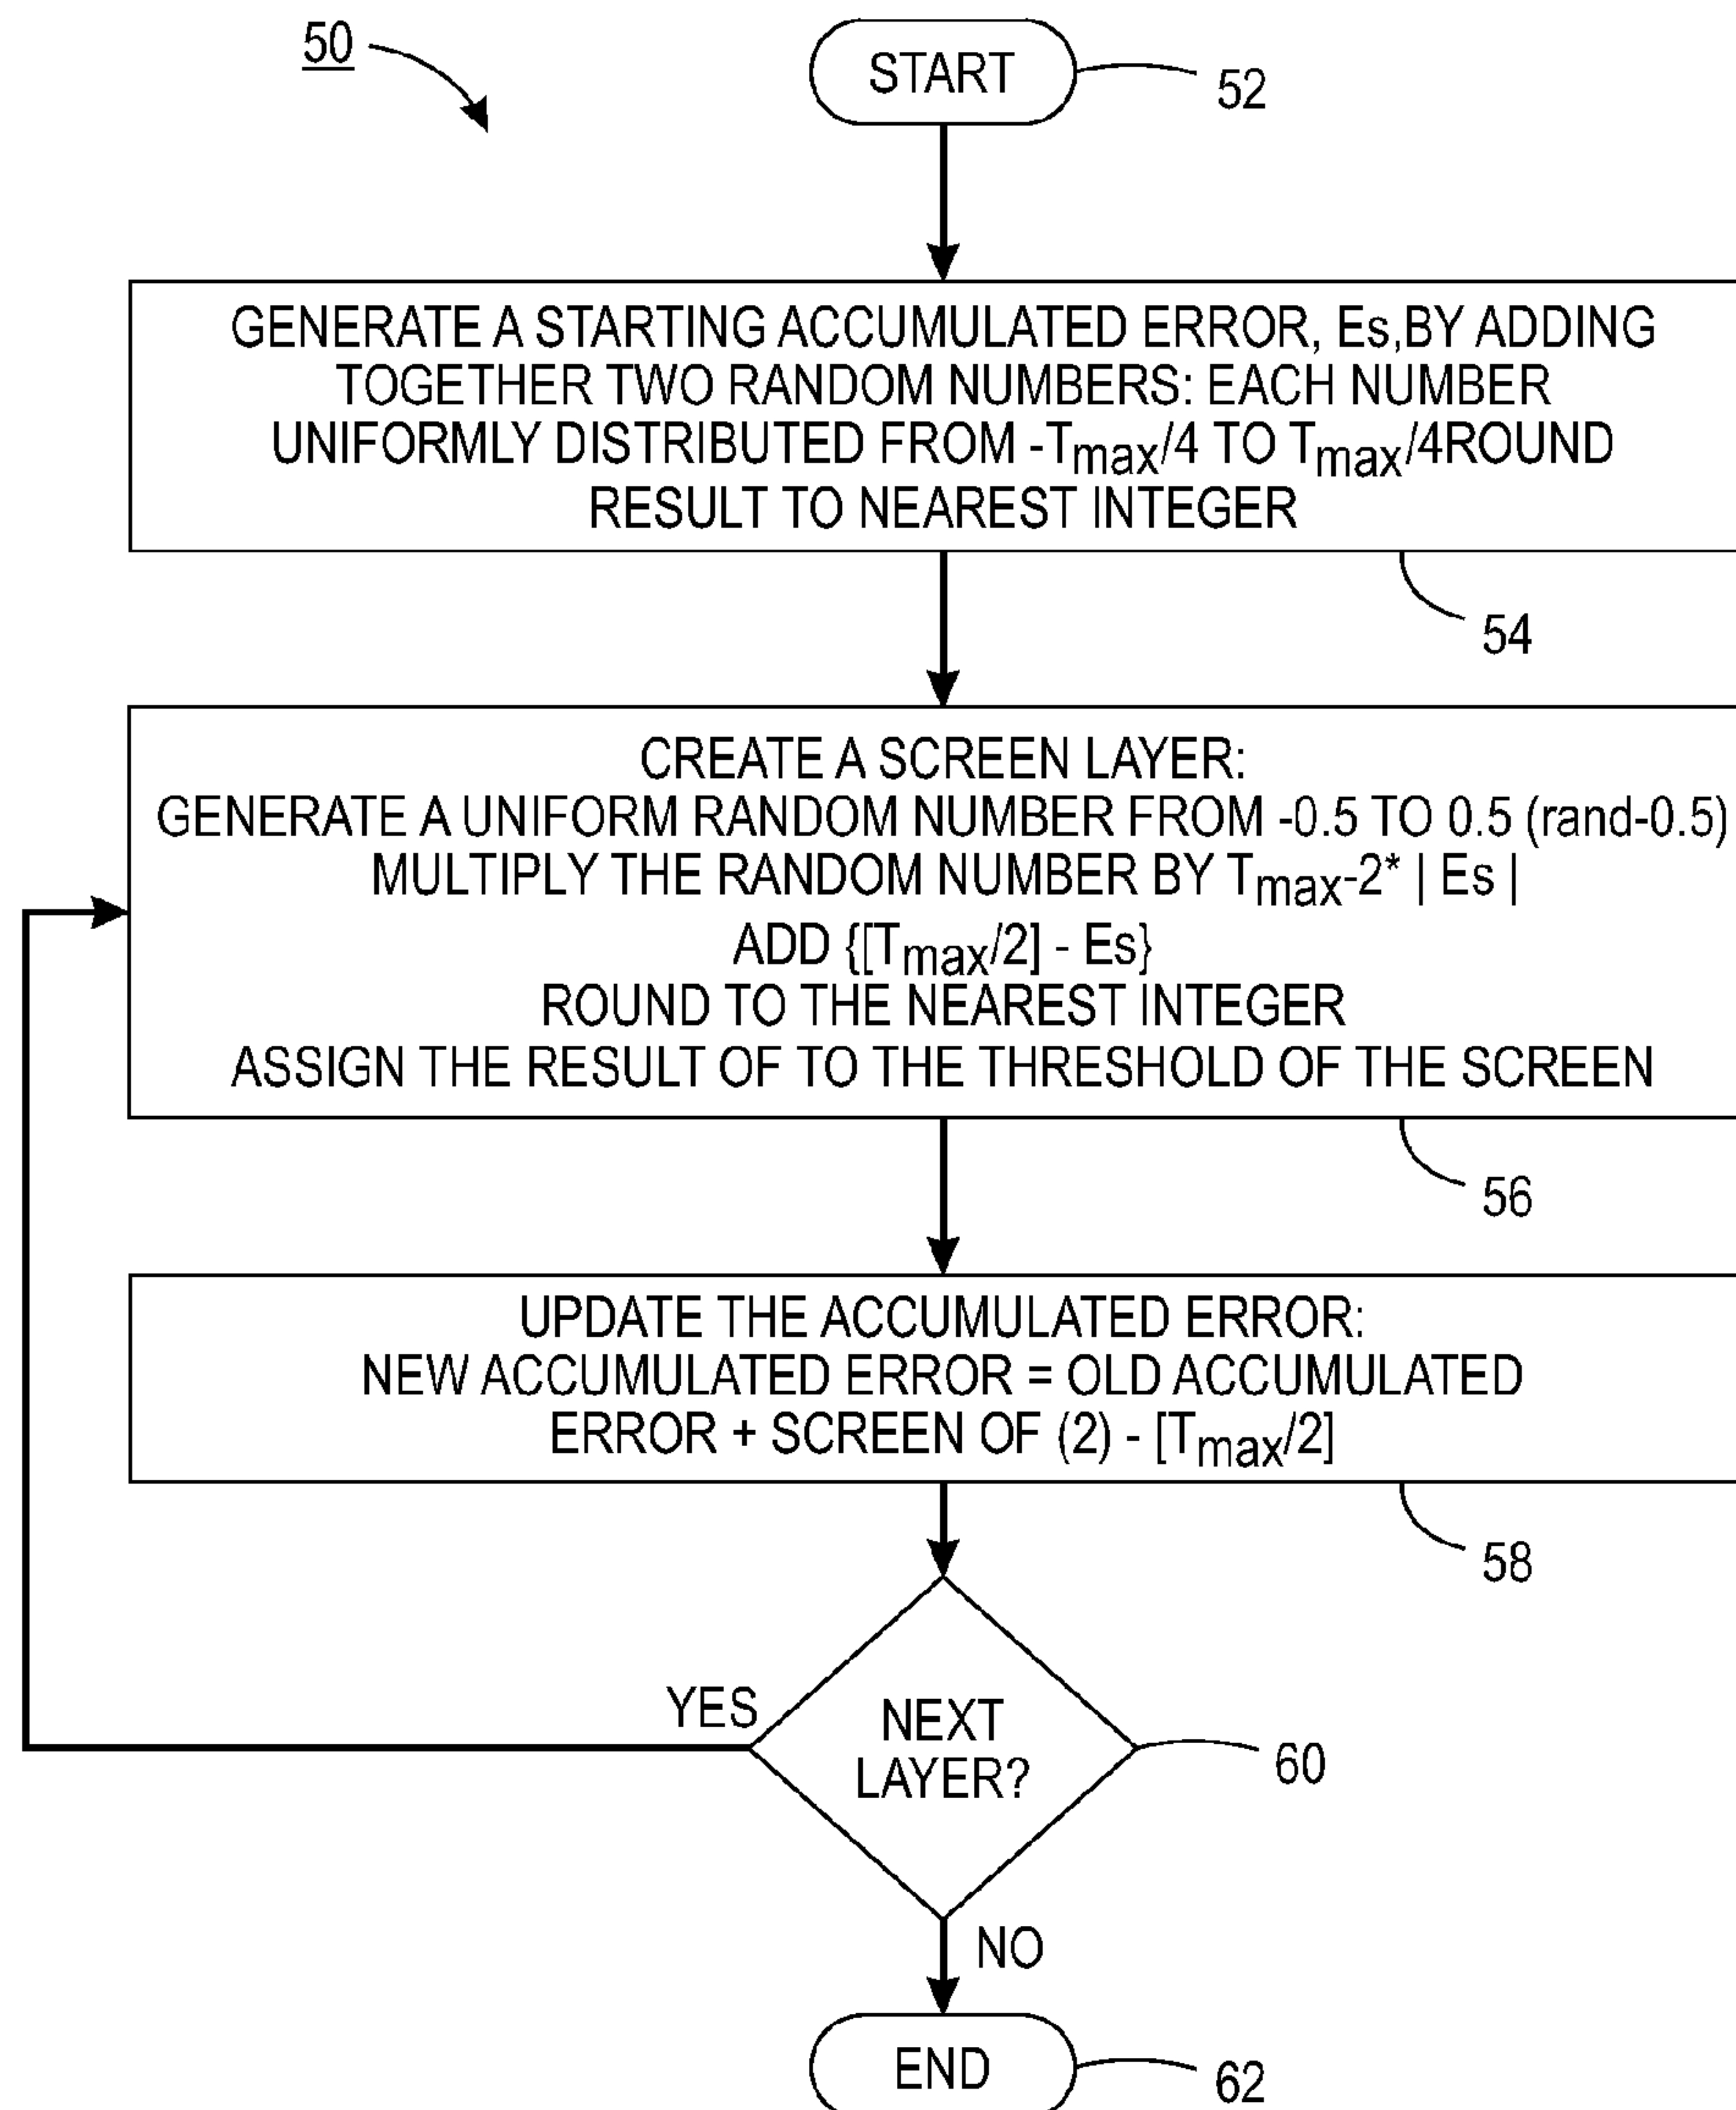 50
START
52
GENERATE A STARTING ACCUMULATED ERROR, Es,BY ADDING
TOGETHER TWO RANDOM NUMBERS: EACH NUMBER
UNIFORMLY DISTRIBUTED FROM -Tmax/4 TO Tmax/4ROUND
RESULT TO NEAREST INTEGER
54
CREATE A SCREEN LAYER:
GENERATE A UNIFORM RANDOM NUMBER FROM -0.5 TO 0.5 (rand-0.5)
MULTIPLY THE RANDOM NUMBER BY Tmax-2* | Es |
ADD {[Tmax/2] - Es}
ROUND TO THE NEAREST INTEGER
ASSIGN THE RESULT OF TO THE THRESHOLD OF THE SCREEN
56
UPDATE THE ACCUMULATED ERROR:
NEW ACCUMULATED ERROR = OLD ACCUMULATED
ERROR + SCREEN OF (2) - [Tmax/2]
58
YES
NEXT
LAYER?
60
NO
END
62